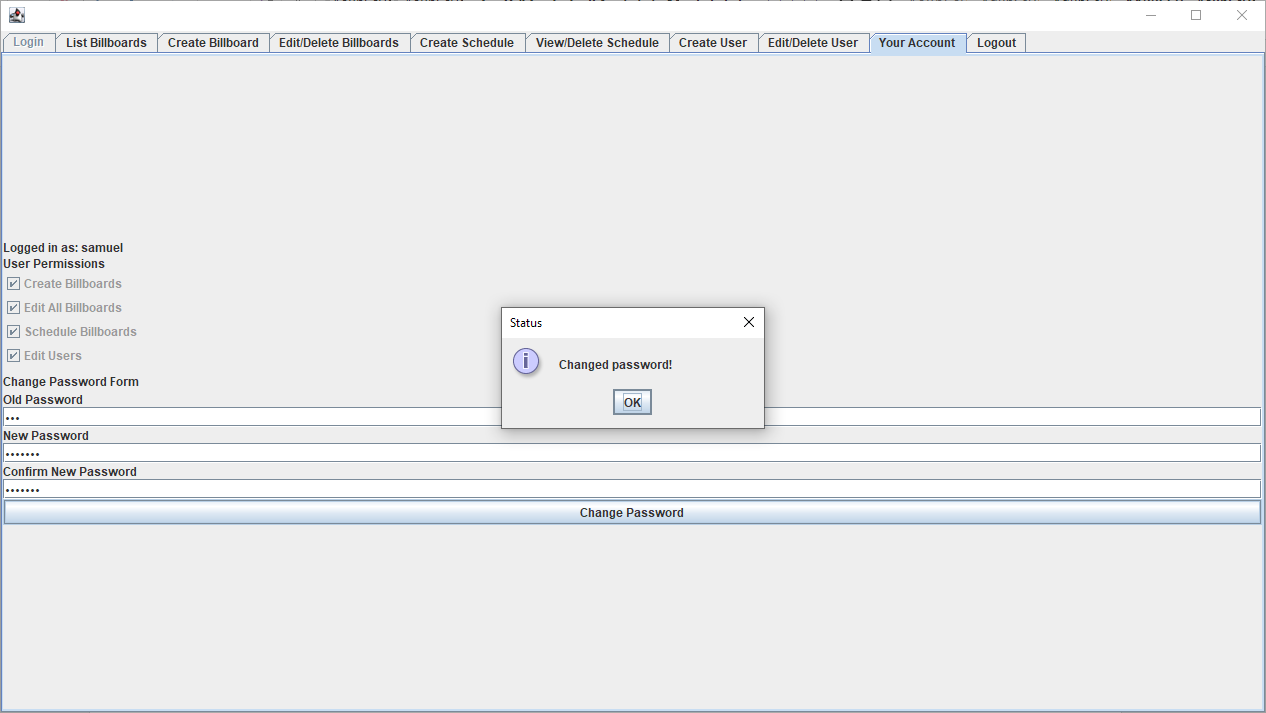 Login List Billboards Create Billboard Edit/Delete Billboards Create Schedule View/Delete Schedule Create User Edit/Delete User Your Account Logout
Logged in as: samuel
User Permissions
Create Billboards
Edit All Billboards
Schedule Billboards
Edit Users
Change Password Form
Old Password
•••
New Password
•••••••
Confirm New Password
•••••••
Change Password
Status
Changed password!
OK